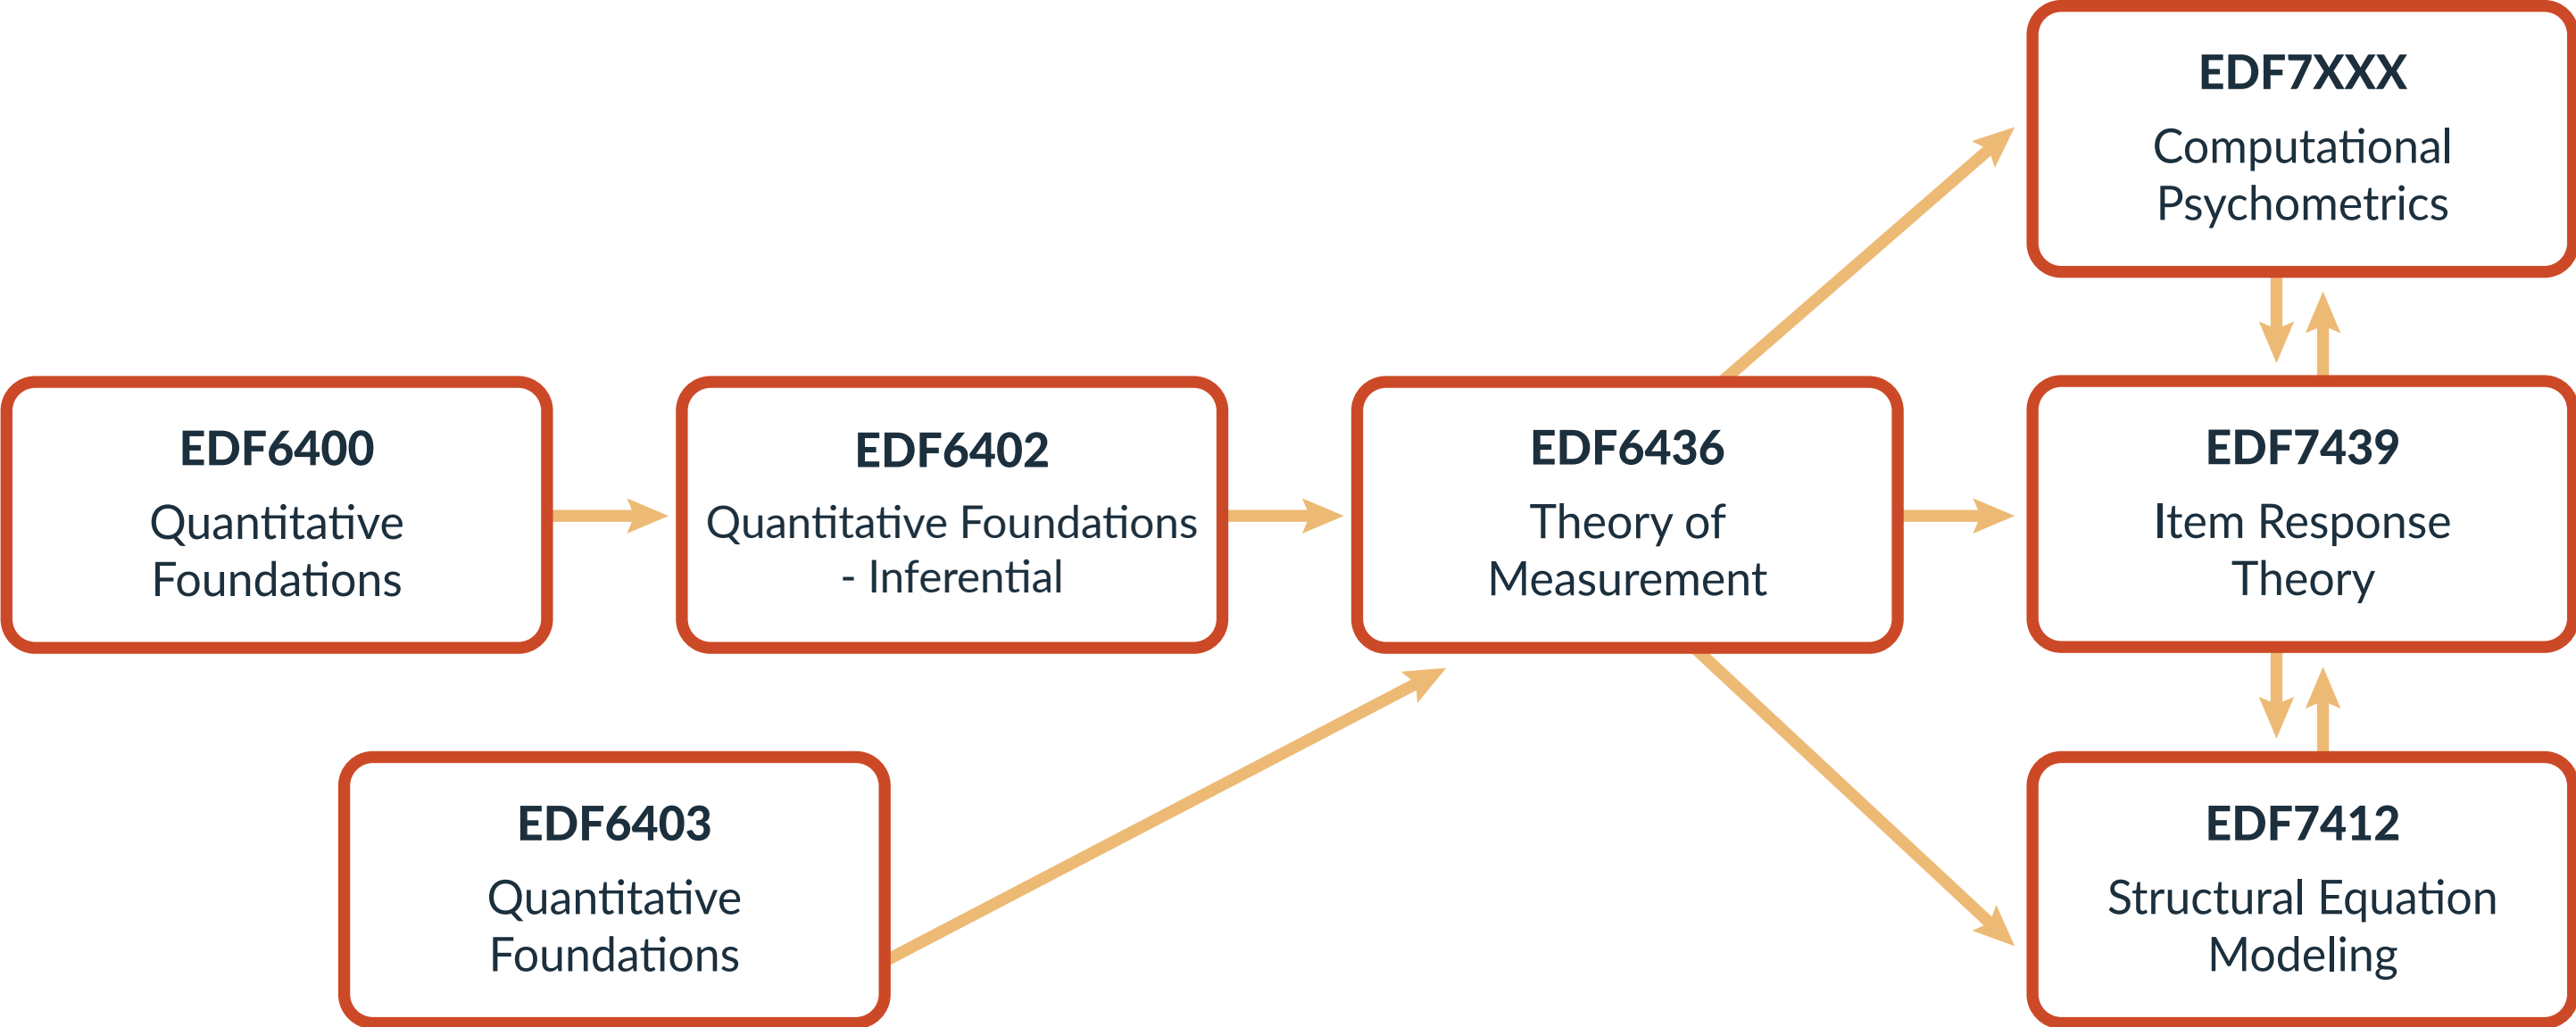 EDF7XXX
Computational
Psychometrics
EDF6400
Quantitative
Foundations
EDF6402
Quantitative Foundations
- Inferential
EDF6436
Theory of
Measurement
EDF7439
Item Response
Theory
EDF6403
Quantitative
Foundations
EDF7412
Structural Equation
Modeling